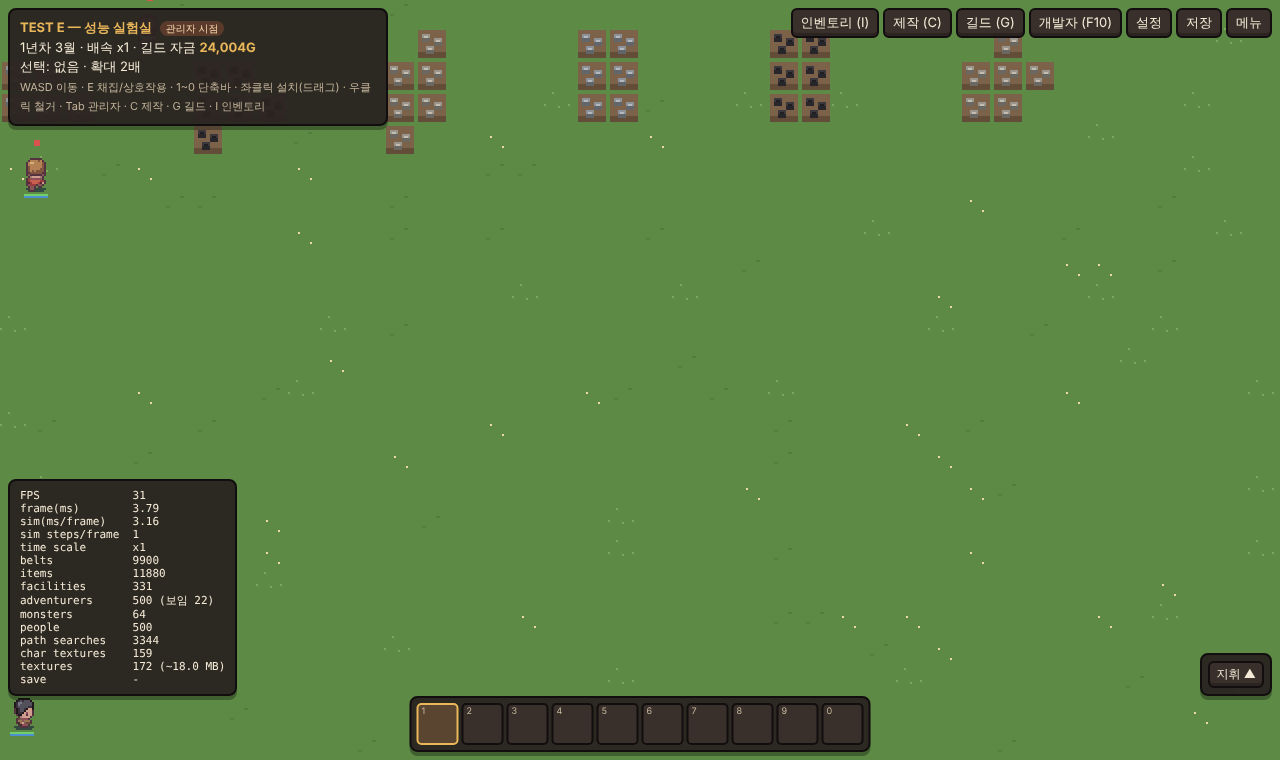 TEST E — 성능 실험실 관리자 시점
1년차 3월 · 배속 x1 · 길드 자금 24,004G
선택: 없음 · 확대 2배
WASD 이동 · E 채집/상호작용 · 1~0 단축바 · 좌클릭 설치(드래그) · 우클
릭 철거 · Tab 관리자 · C 제작 · G 길드 · I 인벤토리
인벤토리 (I) 제작 (C) 길드 (G) 개발자 (F10) 설정 저장 메뉴
FPS 31
frame(ms) 3.79
sim(ms/frame) 3.16
sim steps/frame 1
time scale x1
belts 9900
items 11880
facilities 331
adventurers 500 (보임 22)
monsters 64
people 500
path searches 3344
char textures 159
textures 172 (~18.0 MB)
save -
지휘 ▲
1 2 3 4 5 6 7 8 9 0